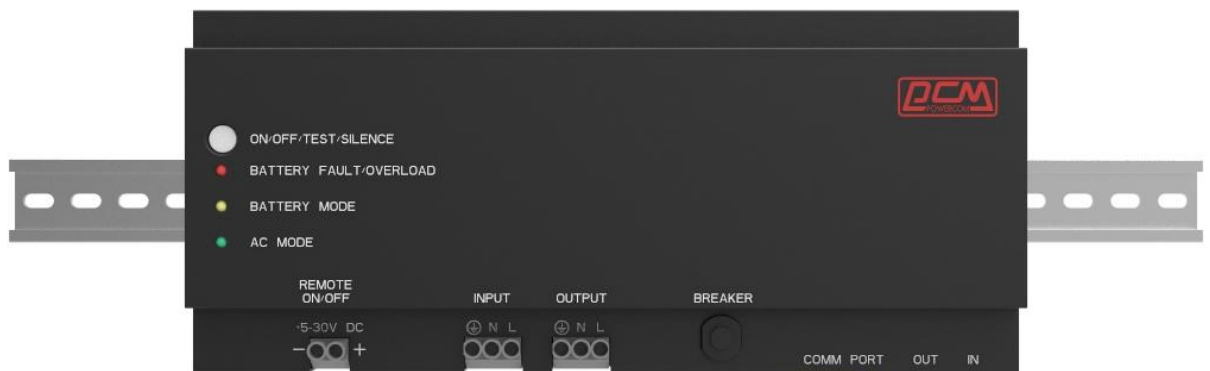 PCM
POWERCOM
ON/OFF/TEST/SILENCE
BATTERY FAULT/OVERLOAD
BATTERY MODE
AC MODE
REMOTE
ON/OFF
INPUT
OUTPUT
BREAKER
+5-30V DC
N L
N L
− +
COMM PORT
OUT
IN